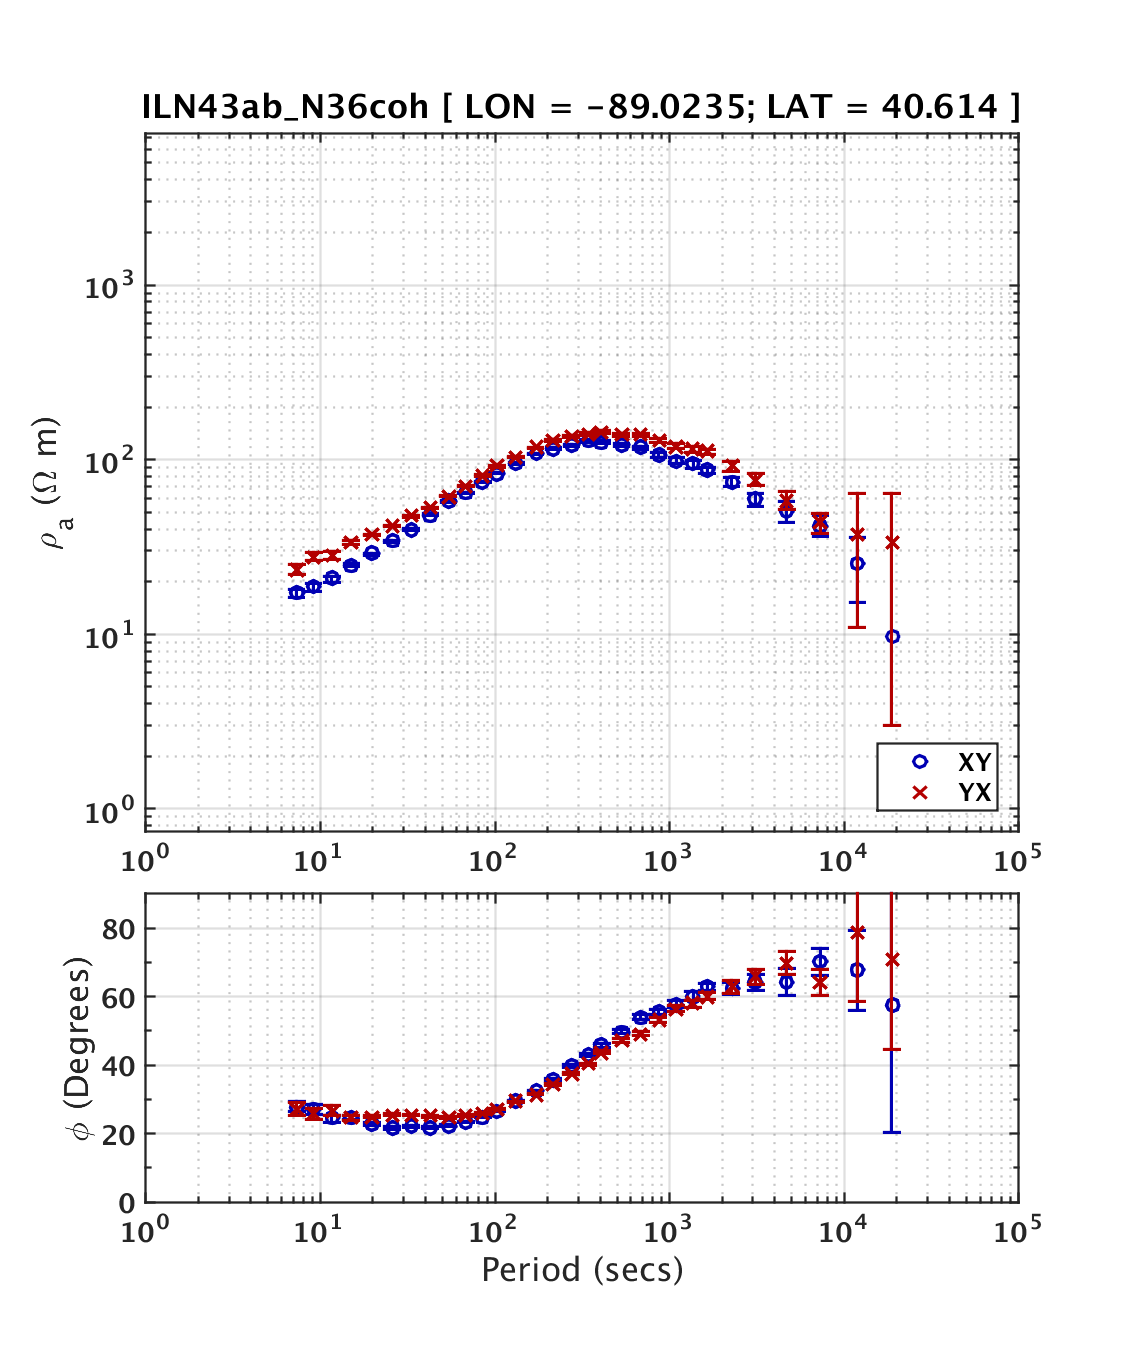 ILN43ab_N36coh [ LON = -89.0235; LAT = 40.614 ]
ρa (Ω m)
10^3
10^2
10^1
10^0
XY
YX
10^0 10^1 10^2 10^3 10^4 10^5
ϕ (Degrees)
80
60
40
20
0
10^0 10^1 10^2 10^3 10^4 10^5
Period (secs)